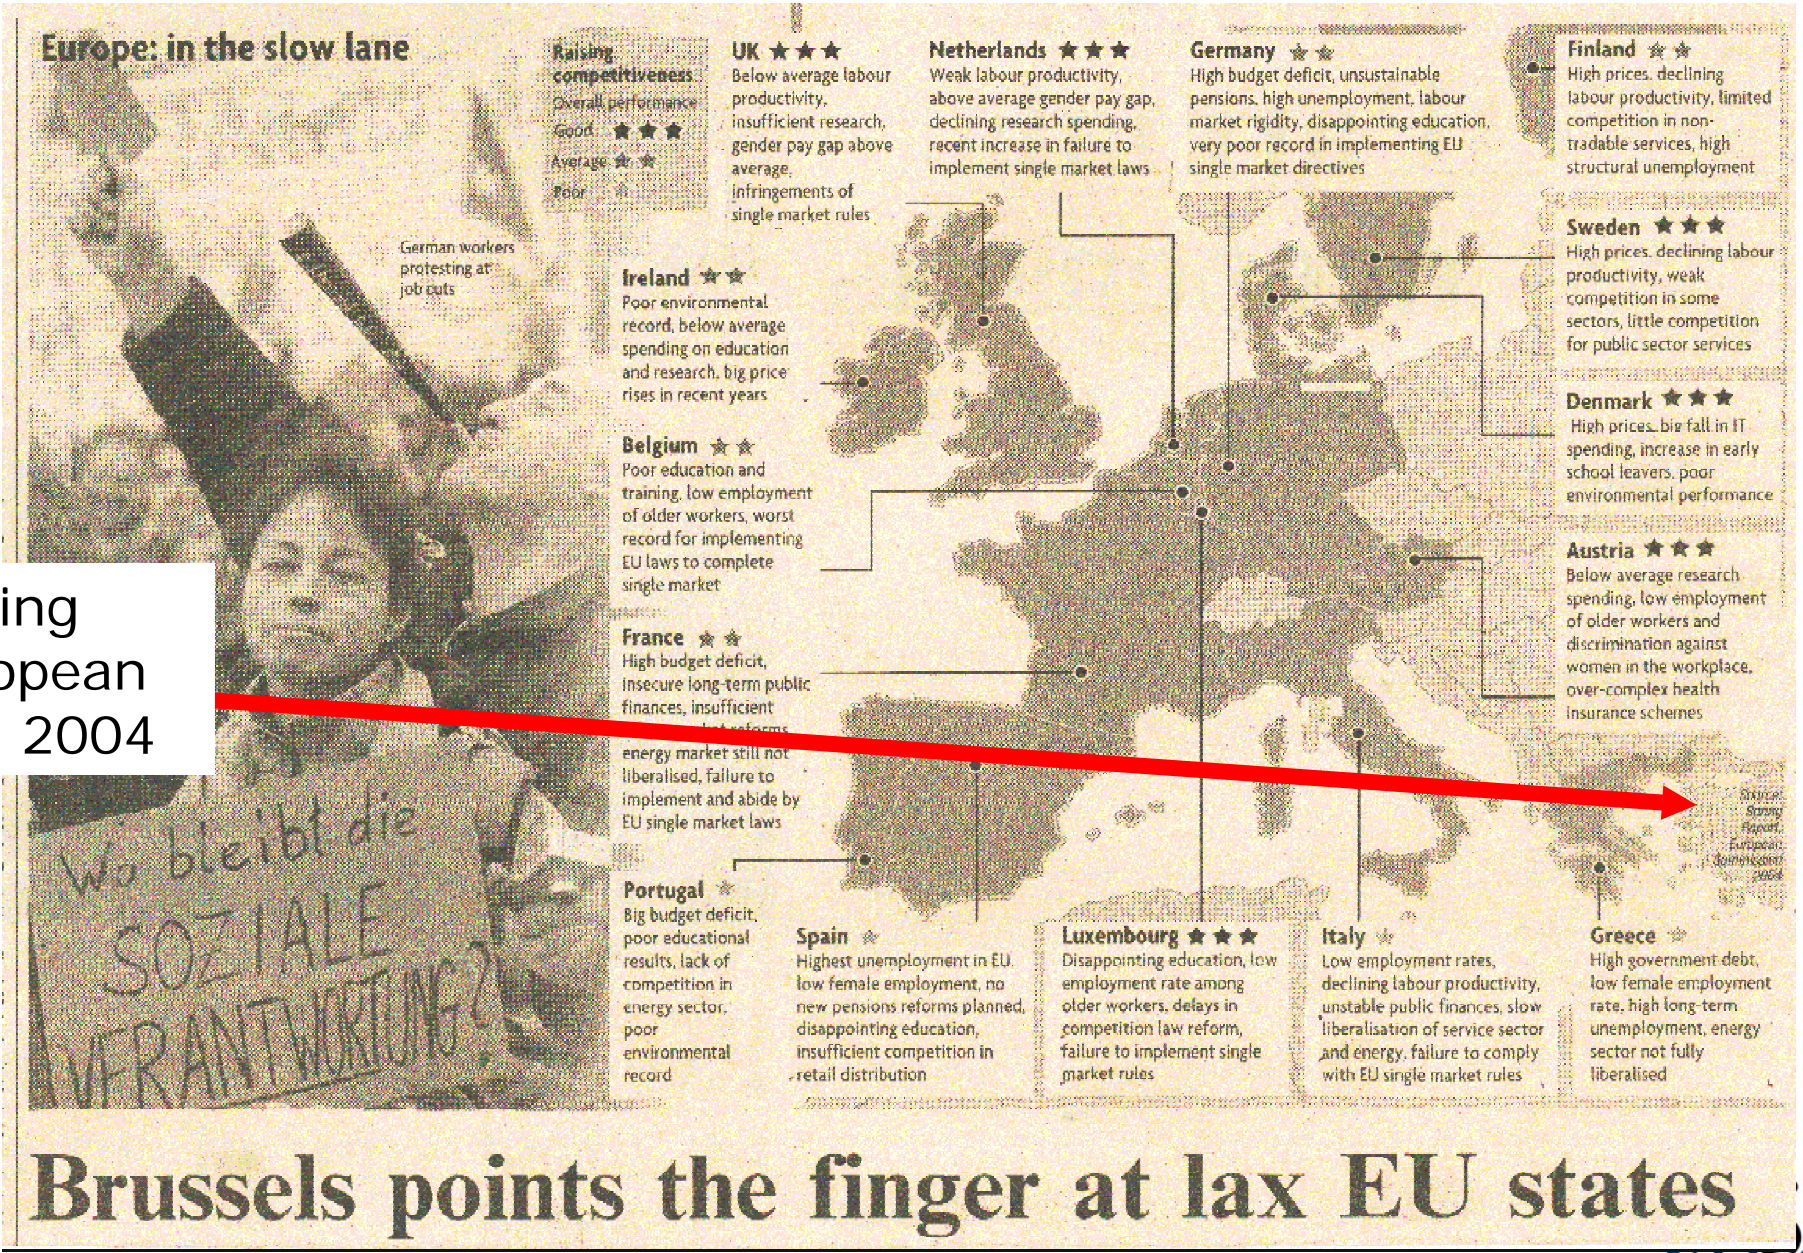 Europe: in the slow lane
German workers
protesting at
job cuts
Raising
competitiveness
Overall performance
Good ★★★
Average ★★
Poor ★
UK ★★★
Below average labour
productivity,
insufficient research,
gender pay gap above
average,
infringements of
single market rules
Netherlands ★★★
Weak labour productivity,
above average gender pay gap,
declining research spending,
recent increase in failure to
implement single market laws
Germany ★★
High budget deficit, unsustainable
pensions, high unemployment, labour
market rigidity, disappointing education,
very poor record in implementing EU
single market directives
Finland ★★
High prices, declining
labour productivity, limited
competition in non-
tradable services, high
structural unemployment
Sweden ★★★
High prices, declining labour
productivity, weak
competition in some
sectors, little competition
for public sector services
Denmark ★★★
High prices, big fall in IT
spending, increase in early
school leavers, poor
environmental performance
Austria ★★★
Below average research
spending, low employment
of older workers and
discrimination against
women in the workplace,
over-complex health
insurance schemes
Ireland ★★
Poor environmental
record, below average
spending on education
and research, big price
rises in recent years
Belgium ★★
Poor education and
training, low employment
of older workers, worst
record for implementing
EU laws to complete
single market
France ★★
High budget deficit,
insecure long-term public
finances, insufficient
reforms
energy market still not
liberalised, failure to
implement and abide by
EU single market laws
Portugal ★
Big budget deficit,
poor educational
results, lack of
competition in
energy sector,
poor
environmental
record
Spain ★
Highest unemployment in EU,
low female employment, no
new pensions reforms planned,
disappointing education,
insufficient competition in
retail distribution
Luxembourg ★★★
Disappointing education, low
employment rate among
older workers, delays in
competition law reform,
failure to implement single
market rules
Italy ★
Low employment rates,
declining labour productivity,
unstable public finances, slow
liberalisation of service sector
and energy, failure to comply
with EU single market rules
Greece ★
High government debt,
low female employment
rate, high long-term
unemployment, energy
sector not fully
liberalised
Source:
Spring
Report,
European
2004
ing
opean
2004
Wo bleibt die
SOZIALE
VERANTWORTUNG?
Brussels points the finger at lax EU states